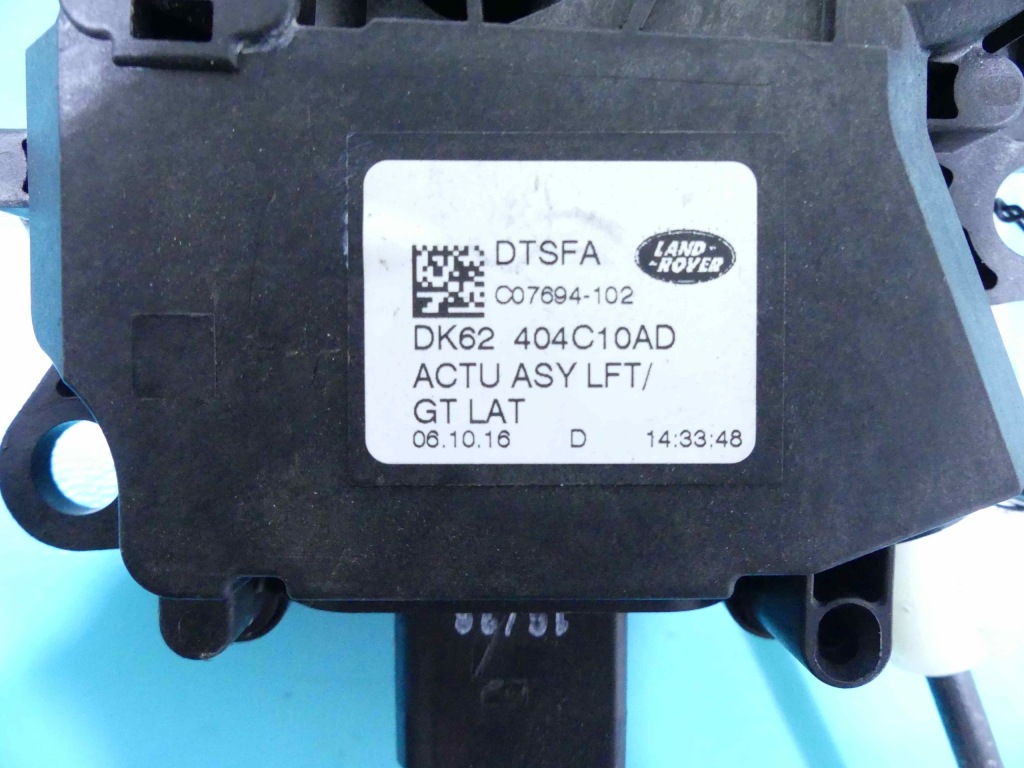 DTSFA
LAND-
-ROVER
C07694-102
DK62 404C10AD
ACTU ASY LFT/
GT LAT
06.10.16 D 14:33:48